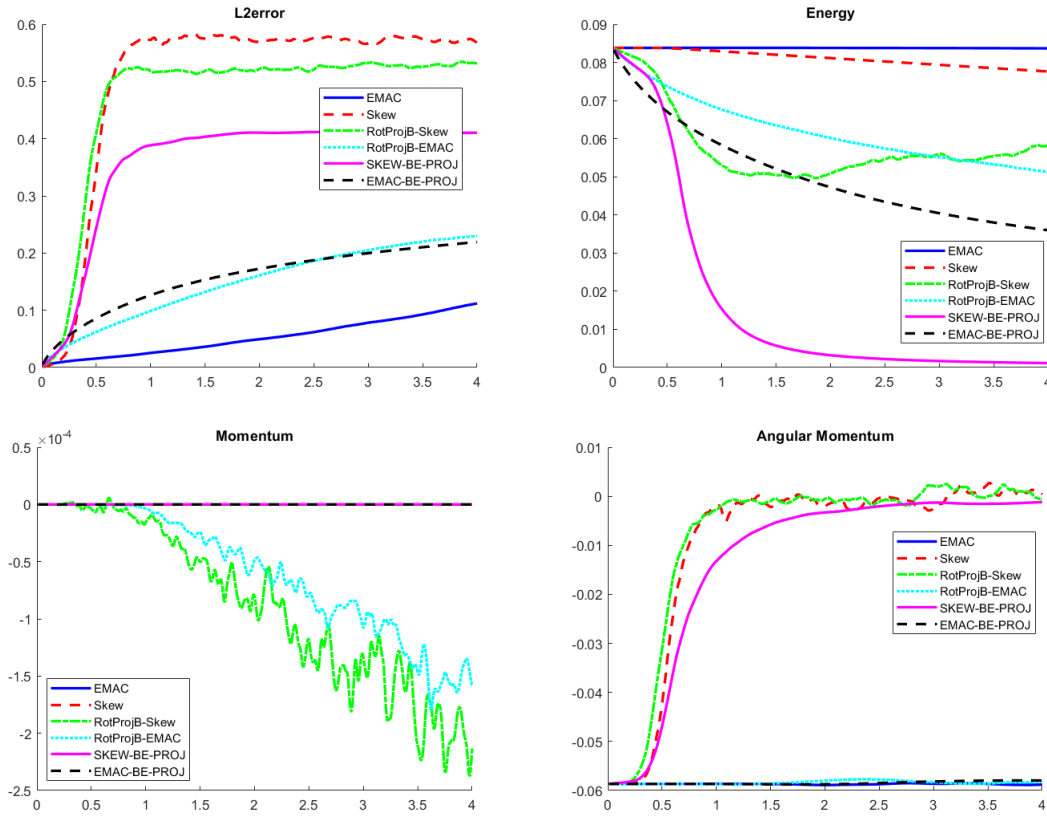 L2error
0.6
0.5
0.4
0.3
0.2
0.1
0
0 0.5 1 1.5 2 2.5 3 3.5 4
EMAC
Skew
RotProjB-Skew
RotProjB-EMAC
SKEW-BE-PROJ
EMAC-BE-PROJ
Energy
0.09
0.08
0.07
0.06
0.05
0.04
0.03
0.02
0.01
0
0 0.5 1 1.5 2 2.5 3 3.5 4
EMAC
Skew
RotProjB-Skew
RotProjB-EMAC
SKEW-BE-PROJ
EMAC-BE-PROJ
Momentum
×10⁻⁴
0.5
0
-0.5
-1
-1.5
-2
-2.5
0 0.5 1 1.5 2 2.5 3 3.5 4
EMAC
Skew
RotProjB-Skew
RotProjB-EMAC
SKEW-BE-PROJ
EMAC-BE-PROJ
Angular Momentum
0.01
0
-0.01
-0.02
-0.03
-0.04
-0.05
-0.06
0 0.5 1 1.5 2 2.5 3 3.5 4
EMAC
Skew
RotProjB-Skew
RotProjB-EMAC
SKEW-BE-PROJ
EMAC-BE-PROJ